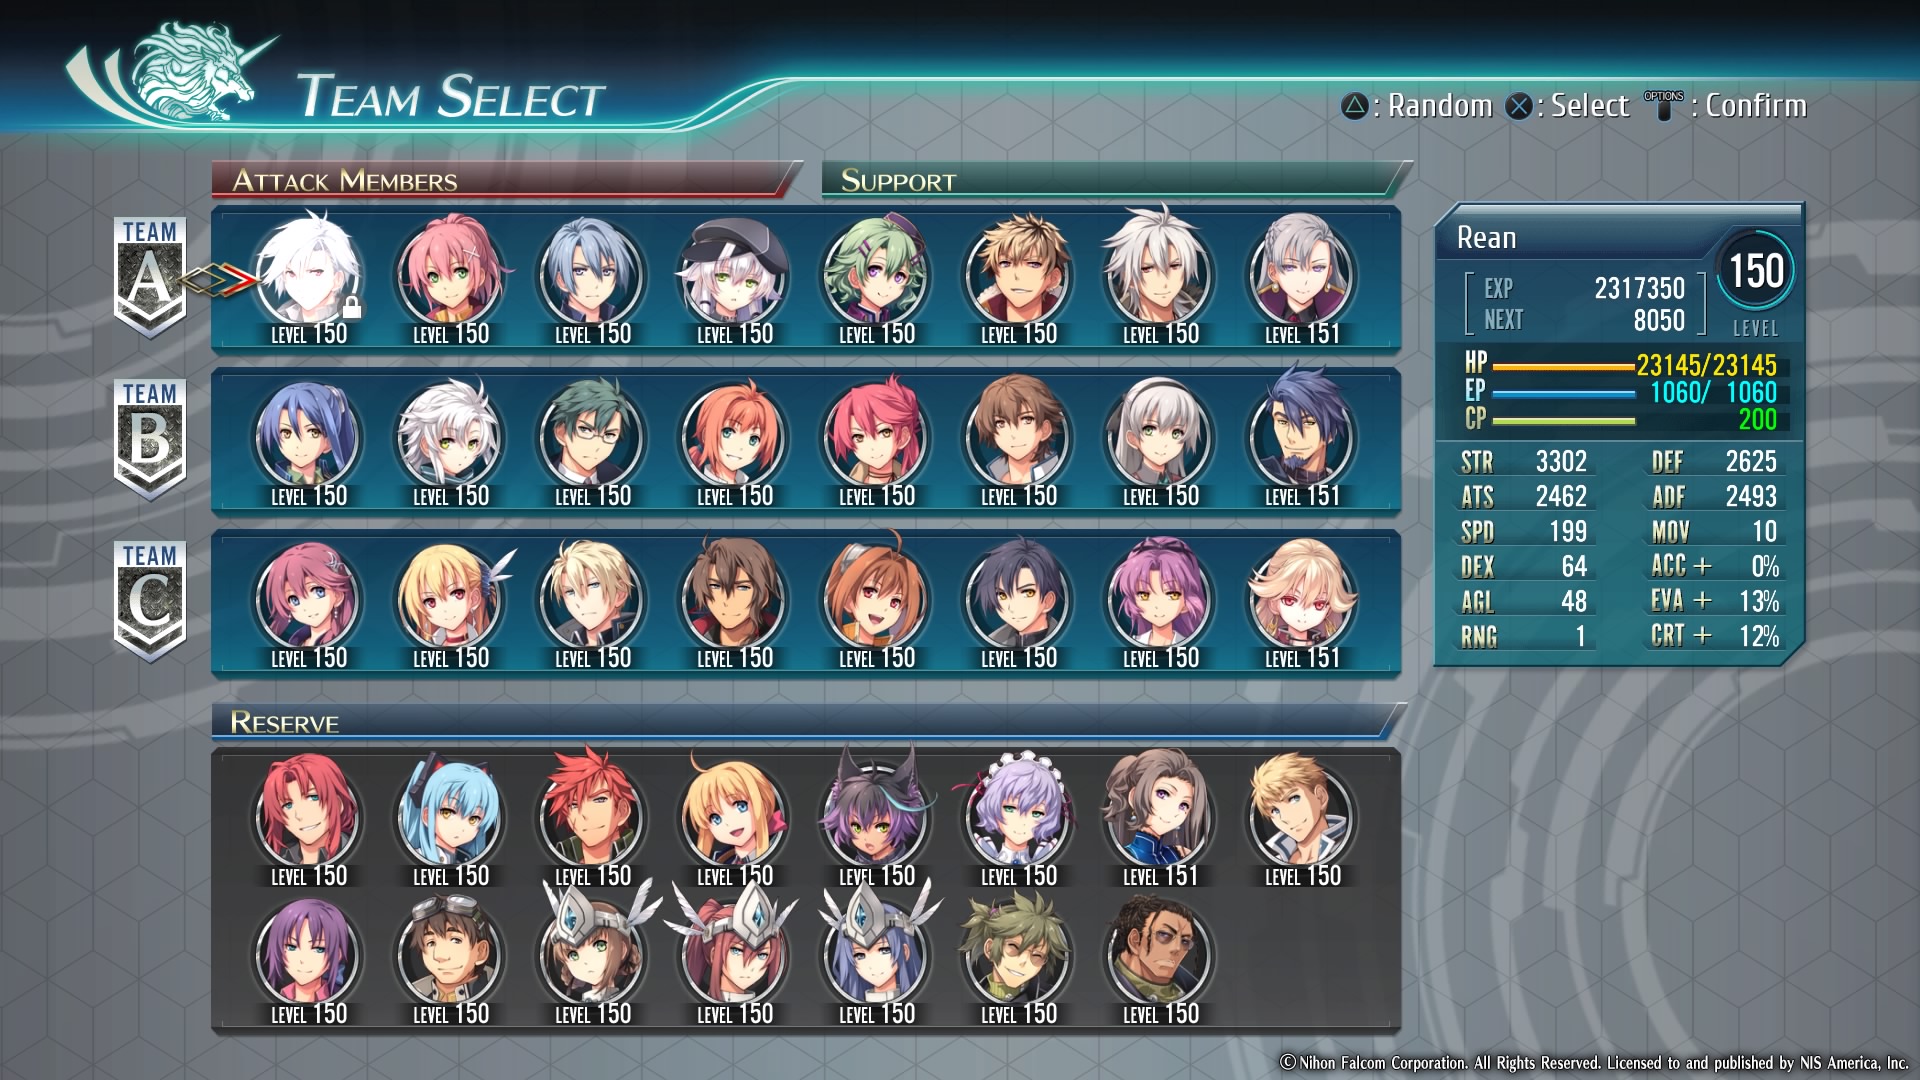 TEAM SELECT
△ : Random × : Select OPTIONS : Confirm
ATTACK MEMBERS SUPPORT
TEAM A
LEVEL 150 LEVEL 150 LEVEL 150 LEVEL 150 LEVEL 150 LEVEL 150 LEVEL 150 LEVEL 151
TEAM B
LEVEL 150 LEVEL 150 LEVEL 150 LEVEL 150 LEVEL 150 LEVEL 150 LEVEL 150 LEVEL 151
TEAM C
LEVEL 150 LEVEL 150 LEVEL 150 LEVEL 150 LEVEL 150 LEVEL 150 LEVEL 150 LEVEL 151
RESERVE
LEVEL 150 LEVEL 150 LEVEL 150 LEVEL 150 LEVEL 150 LEVEL 150 LEVEL 151 LEVEL 150
LEVEL 150 LEVEL 150 LEVEL 150 LEVEL 150 LEVEL 150 LEVEL 150 LEVEL 150
Rean
150
LEVEL
EXP 2317350
NEXT 8050
HP 23145/23145
EP 1060/ 1060
CP 200
STR 3302 DEF 2625
ATS 2462 ADF 2493
SPD 199 MOV 10
DEX 64 ACC + 0%
AGL 48 EVA + 13%
RNG 1 CRT + 12%
© Nihon Falcom Corporation. All Rights Reserved. Licensed to and published by NIS America, Inc.